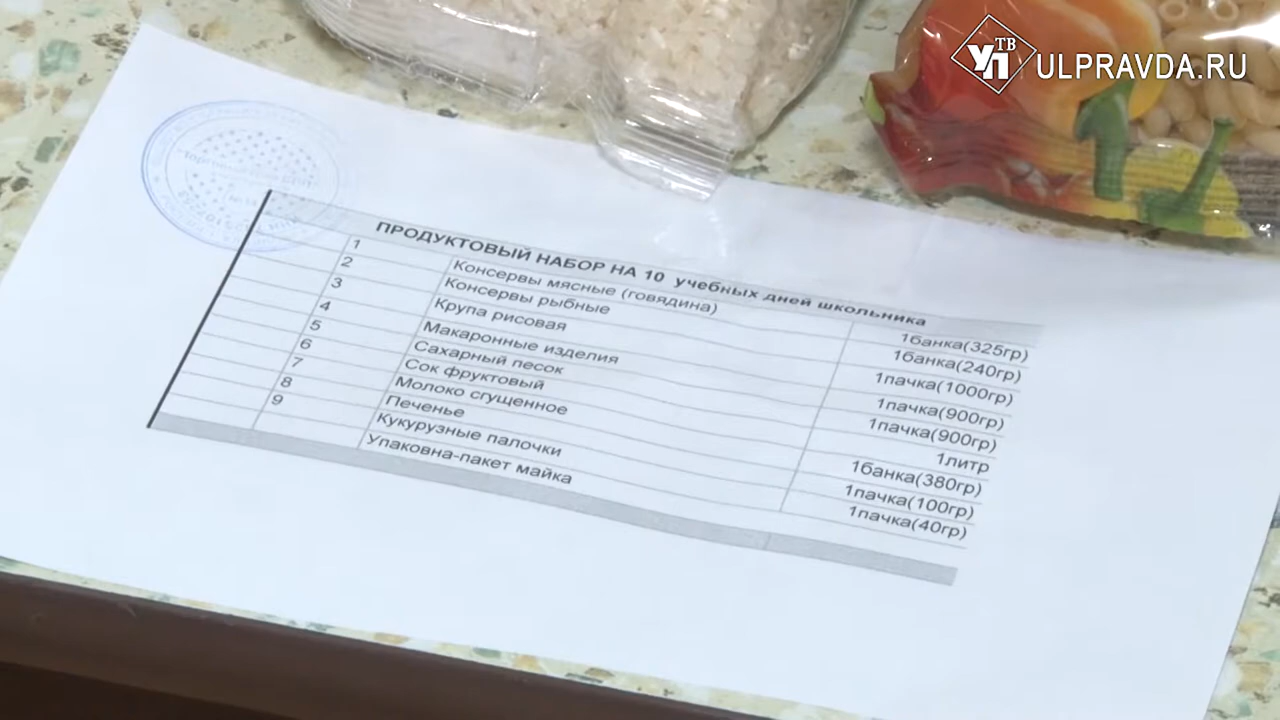 УП ТВ ULPRAVDA.RU
ПРОДУКТОВЫЙ НАБОР НА 10 учебных дней школьника
1 Консервы мясные (говядина) 1банка(325гр)
2 Консервы рыбные 1банка(240гр)
3 Крупа рисовая 1пачка(1000гр)
4 Макаронные изделия 1пачка(900гр)
5 Сахарный песок 1пачка(900гр)
6 Сок фруктовый 1литр
7 Молоко сгущенное 1банка(380гр)
8 Печенье 1пачка(100гр)
9 Кукурузные палочки 1пачка(40гр)
Упаковна-пакет майка